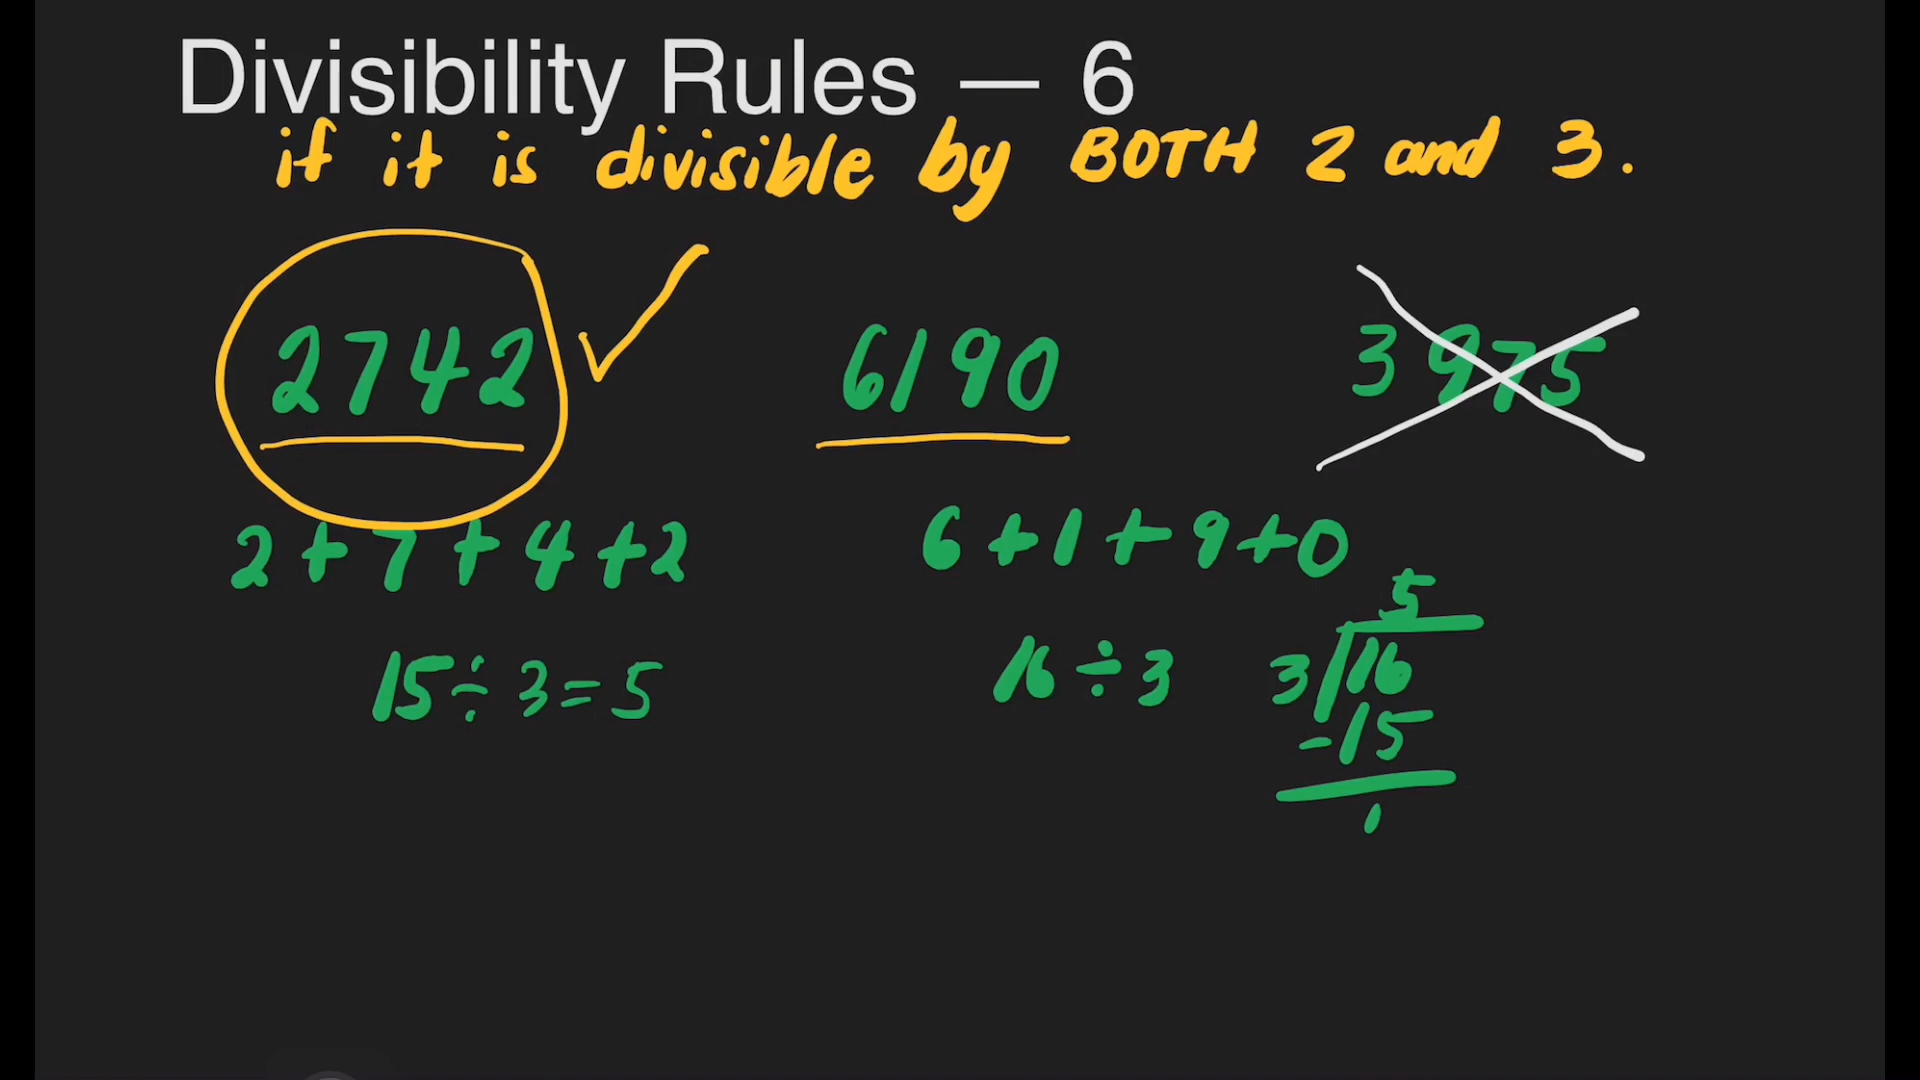 Divisibility Rules — 6
if it is divisible by BOTH 2 and 3.
2742 6190 3975
2+7+4+2 6+1+9+0
5
15÷3=5 16÷3 3 16
-15
1